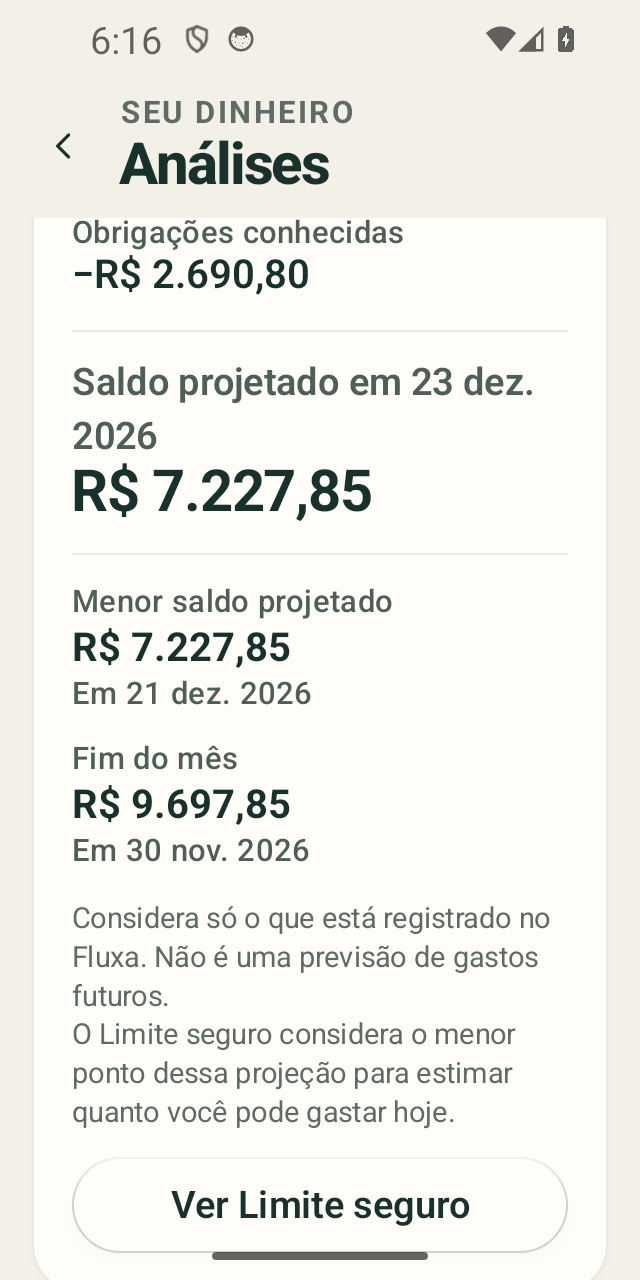 6:16
SEU DINHEIRO
Análises
Obrigações conhecidas
−R$ 2.690,80
Saldo projetado em 23 dez.
2026
R$ 7.227,85
Menor saldo projetado
R$ 7.227,85
Em 21 dez. 2026
Fim do mês
R$ 9.697,85
Em 30 nov. 2026
Considera só o que está registrado no
Fluxa. Não é uma previsão de gastos
futuros.
O Limite seguro considera o menor
ponto dessa projeção para estimar
quanto você pode gastar hoje.
Ver Limite seguro